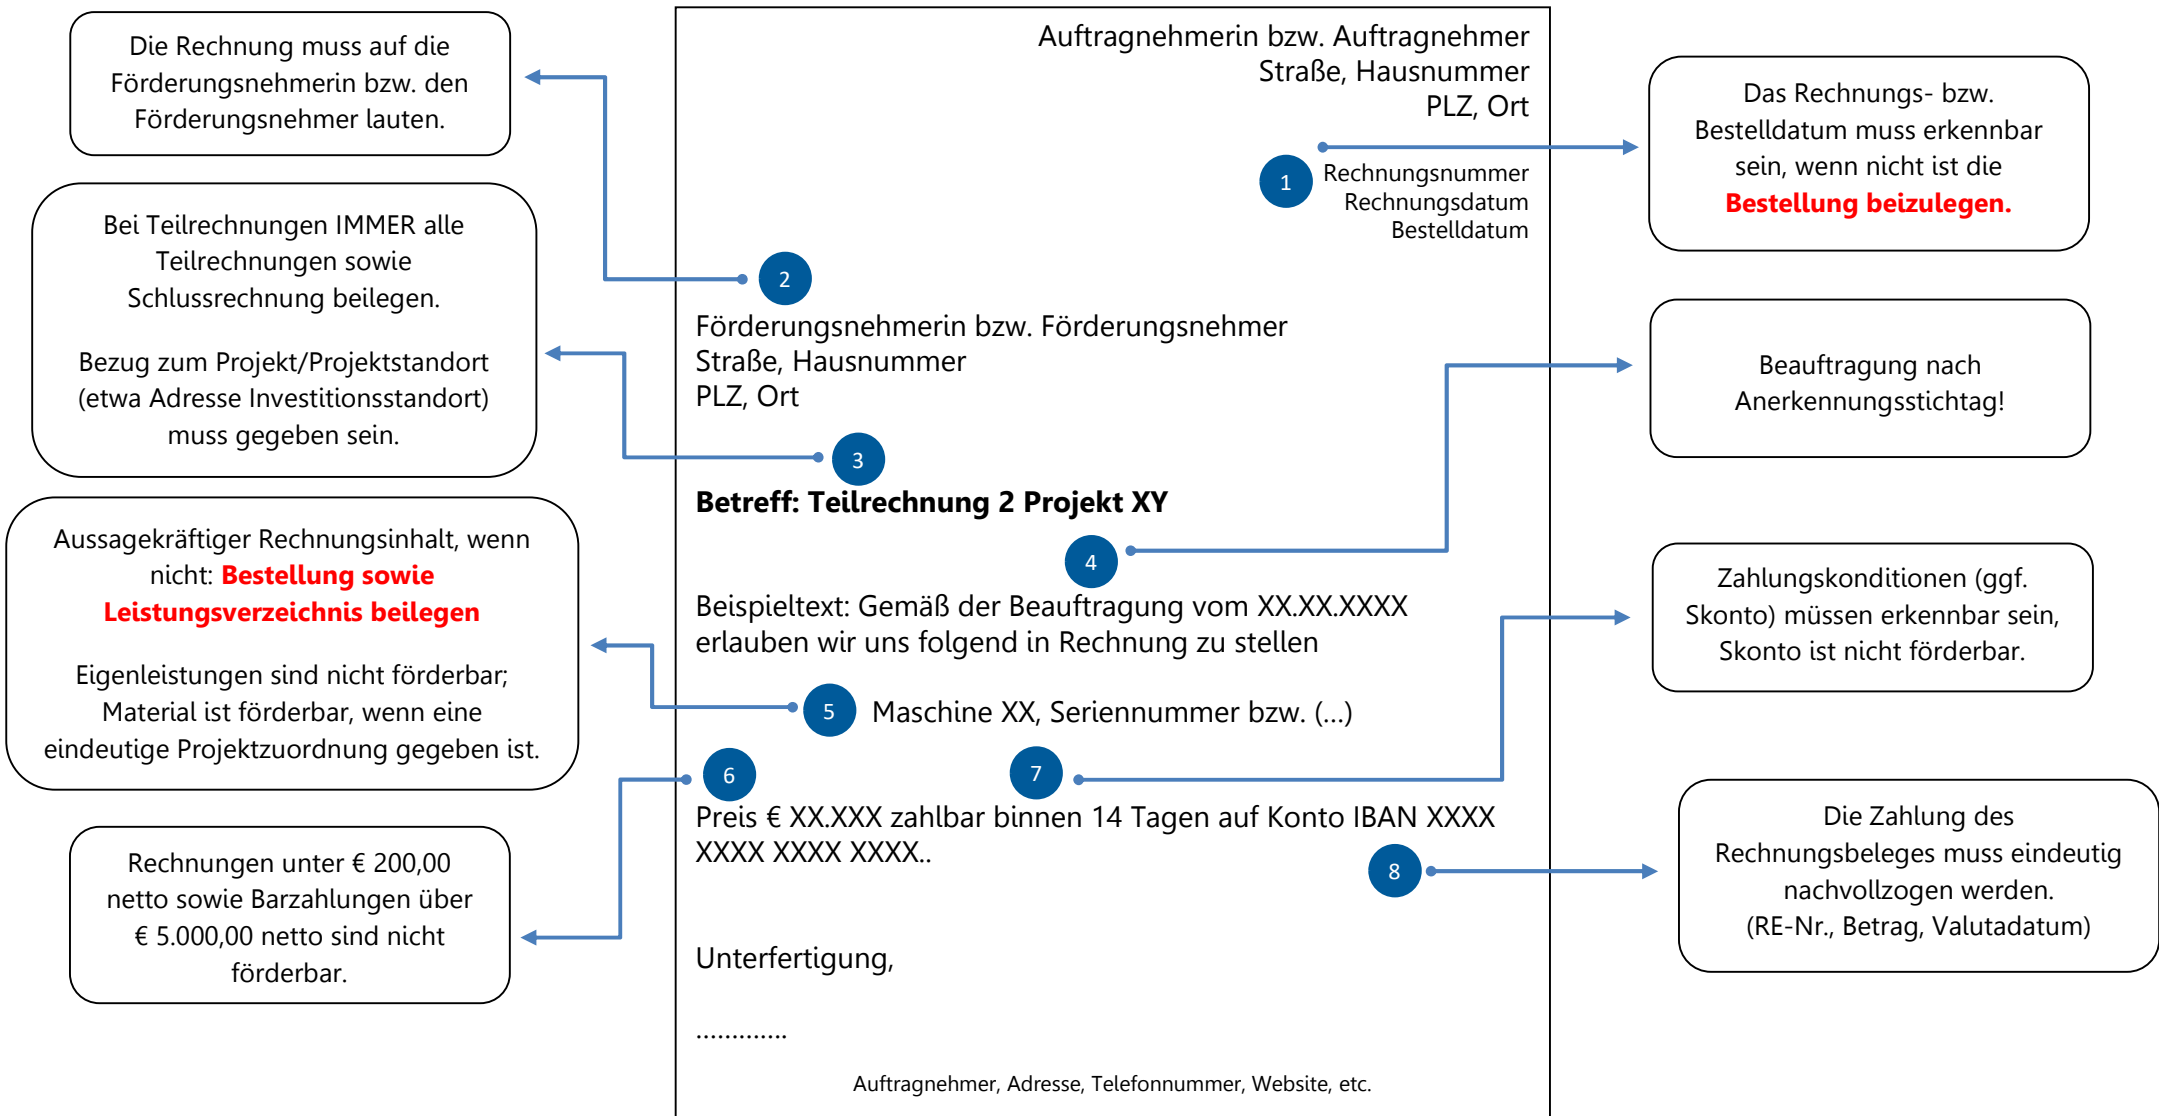 Die Rechnung muss auf die
Förderungsnehmerin bzw. den
Förderungsnehmer lauten.
Bei Teilrechnungen IMMER alle
Teilrechnungen sowie
Schlussrechnung beilegen.
Bezug zum Projekt/Projektstandort
(etwa Adresse Investitionsstandort)
muss gegeben sein.
Aussagekräftiger Rechnungsinhalt, wenn
nicht: Bestellung sowie
Leistungsverzeichnis beilegen
Eigenleistungen sind nicht förderbar;
Material ist förderbar, wenn eine
eindeutige Projektzuordnung gegeben ist.
Rechnungen unter € 200,00
netto sowie Barzahlungen über
€ 5.000,00 netto sind nicht
förderbar.
Auftragnehmerin bzw. Auftragnehmer
Straße, Hausnummer
PLZ, Ort
1
Rechnungsnummer
Rechnungsdatum
Bestelldatum
2
Förderungsnehmerin bzw. Förderungsnehmer
Straße, Hausnummer
PLZ, Ort
3
Betreff: Teilrechnung 2 Projekt XY
4
Beispieltext: Gemäß der Beauftragung vom XX.XX.XXXX
erlauben wir uns folgend in Rechnung zu stellen
5 Maschine XX, Seriennummer bzw. (...)
6 7
Preis € XX.XXX zahlbar binnen 14 Tagen auf Konto IBAN XXXX
XXXX XXXX XXXX..
8
Unterfertigung,
.............
Auftragnehmer, Adresse, Telefonnummer, Website, etc.
Das Rechnungs- bzw.
Bestelldatum muss erkennbar
sein, wenn nicht ist die
Bestellung beizulegen.
Beauftragung nach
Anerkennungsstichtag!
Zahlungskonditionen (ggf.
Skonto) müssen erkennbar sein,
Skonto ist nicht förderbar.
Die Zahlung des
Rechnungsbeleges muss eindeutig
nachvollzogen werden.
(RE-Nr., Betrag, Valutadatum)